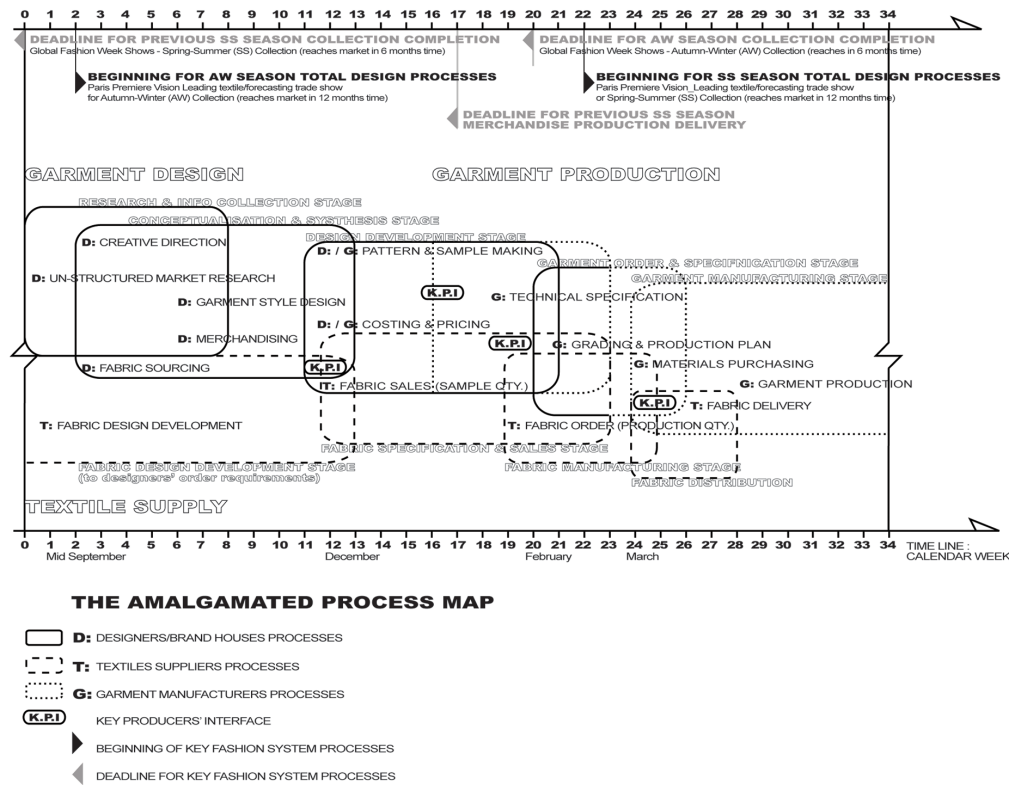 0 1 2 3 4 5 6 7 8 9 10 11 12 13 14 15 16 17 18 19 20 21 22 23 24 25 26 27 28 29 30 31 32 33 34
DEADLINE FOR PREVIOUS SS SEASON COLLECTION COMPLETION
Global Fashion Week Shows - Spring-Summer (SS) Collection (reaches market in 6 months time)
DEADLINE FOR AW SEASON COLLECTION COMPLETION
Global Fashion Week Shows - Autumn-Winter (AW) Collection (reaches market in 6 months time)
BEGINNING FOR AW SEASON TOTAL DESIGN PROCESSES
Paris Premiere Vision Leading textile/forecasting trade show
for Autumn-Winter (AW) Collection (reaches market in 12 months time)
BEGINNING FOR SS SEASON TOTAL DESIGN PROCESSES
Paris Premiere Vision_Leading textile/forecasting trade show
or Spring-Summer (SS) Collection (reaches market in 12 months time)
DEADLINE FOR PREVIOUS SS SEASON
MERCHANDISE PRODUCTION DELIVERY
GARMENT DESIGN
GARMENT PRODUCTION
RESEARCH & INFO COLLECTION STAGE
CONCEPTUALISATION & SYSTHESIS STAGE
DESIGN DEVELOPMENT STAGE
D: CREATIVE DIRECTION
D: / G: PATTERN & SAMPLE MAKING
GARMENT ORDER & SPECIFNICATION STAGE
D: UN-STRUCTURED MARKET RESEARCH
GARMENT MANUFACTURING STAGE
K.P.I
D: GARMENT STYLE DESIGN
G: TECHNICAL SPECIFICATION
D: / G: COSTING & PRICING
D: MERCHANDISING
K.P.I
G: GRADING & PRODUCTION PLAN
D: FABRIC SOURCING
K.P.I
G: MATERIALS PURCHASING
IT: FABRIC SALES (SAMPLE QTY.)
G: GARMENT PRODUCTION
K.P.I
T: FABRIC DELIVERY
T: FABRIC DESIGN DEVELOPMENT
T: FABRIC ORDER (PRODUCTION QTY.)
FABRIC SPECIFICATION & SALES STAGE
FABRIC DESIGN DEVELOPMENT STAGE
(to designers' order requirements)
FABRIC MANUFACTURING STAGE
FABRIC DISTRIBUTION
TEXTILE SUPPLY
0 1 2 3 4 5 6 7 8 9 10 11 12 13 14 15 16 17 18 19 20 21 22 23 24 25 26 27 28 29 30 31 32 33 34
Mid September
December
February
March
TIME LINE :
CALENDAR WEEK
THE AMALGAMATED PROCESS MAP
D: DESIGNERS/BRAND HOUSES PROCESSES
T: TEXTILES SUPPLIERS PROCESSES
G: GARMENT MANUFACTURERS PROCESSES
K.P.I KEY PRODUCERS' INTERFACE
BEGINNING OF KEY FASHION SYSTEM PROCESSES
DEADLINE FOR KEY FASHION SYSTEM PROCESSES